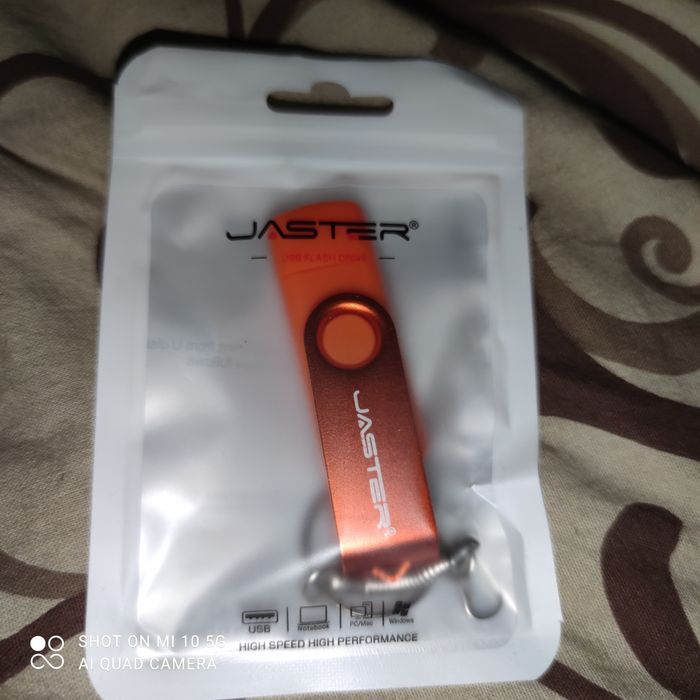 JASTER®
USB FLASH DRIVE
JASTER®
USB
Notebook
PC/Mac
Windows
HIGH SPEED HIGH PERFORMANCE
SHOT ON MI 10 5G
AI QUAD CAMERA